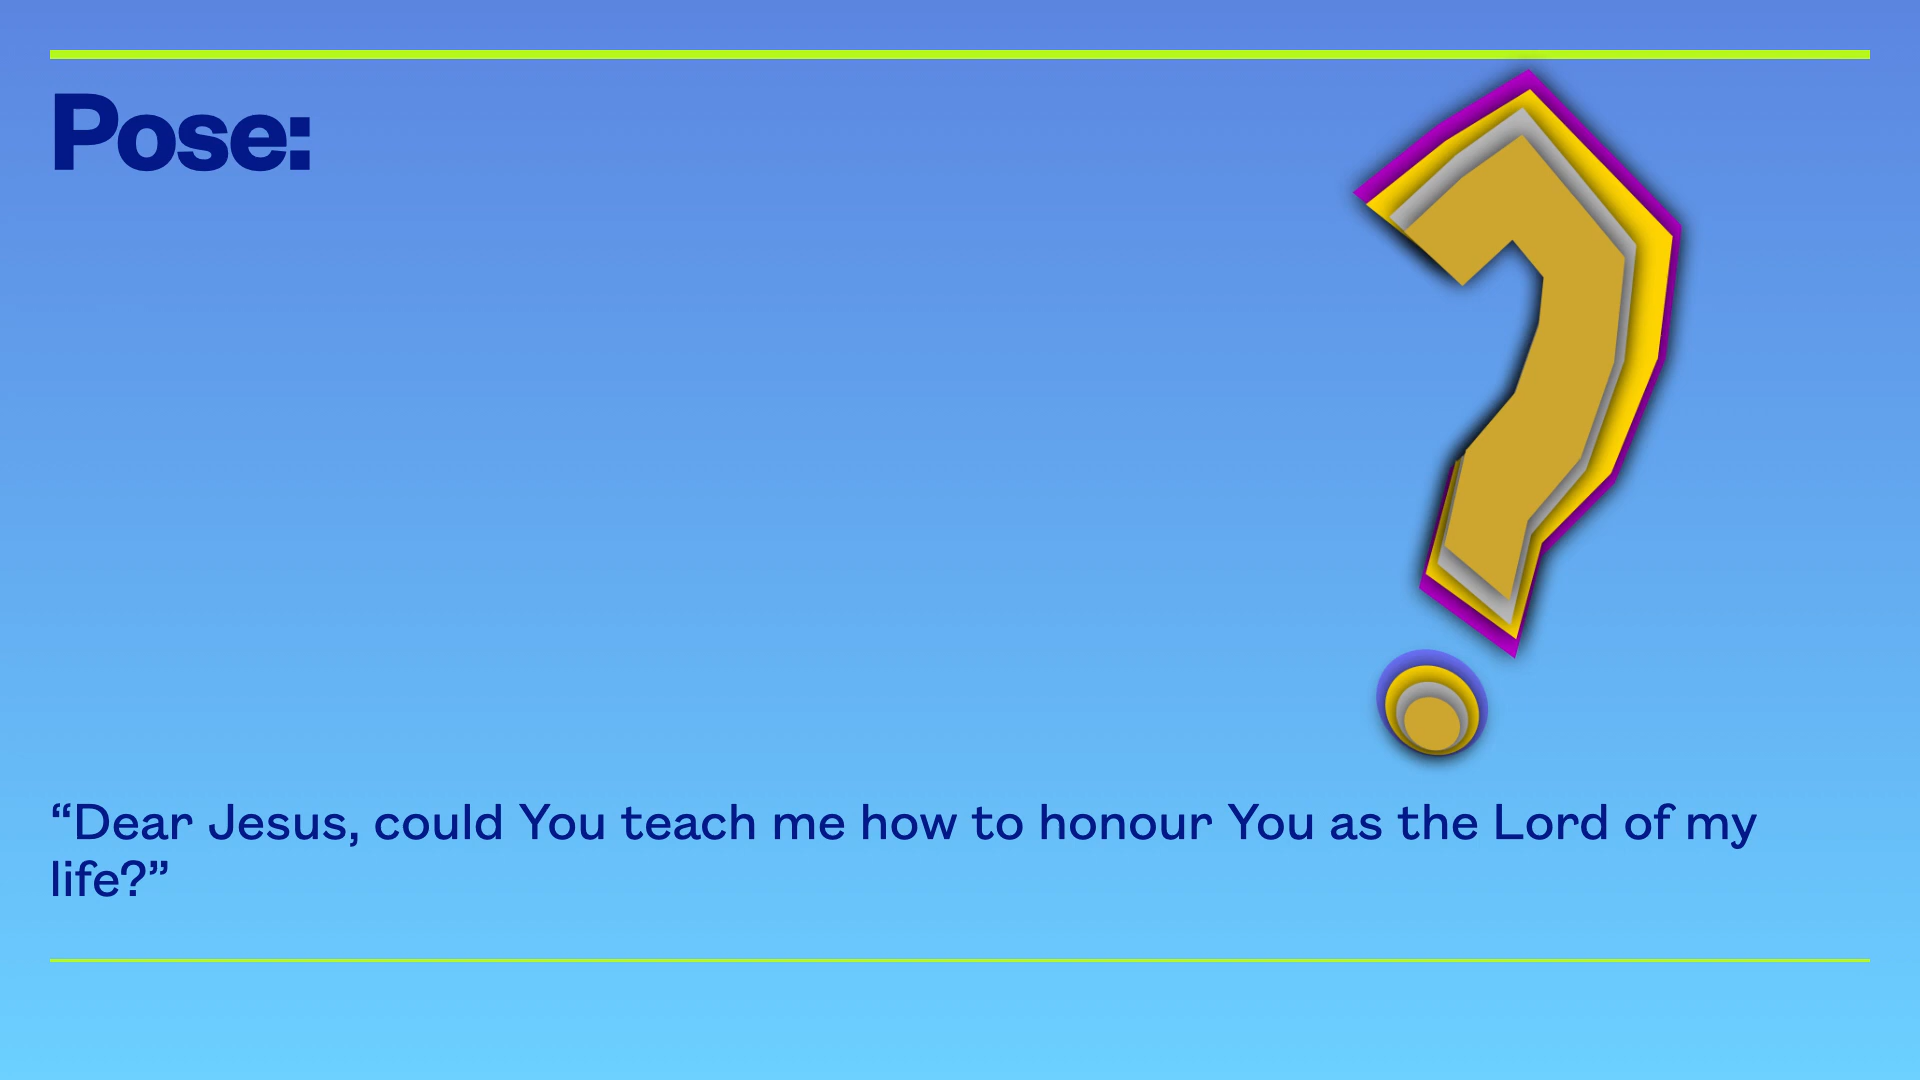 Pose:
“Dear Jesus, could You teach me how to honour You as the Lord of my
life?”